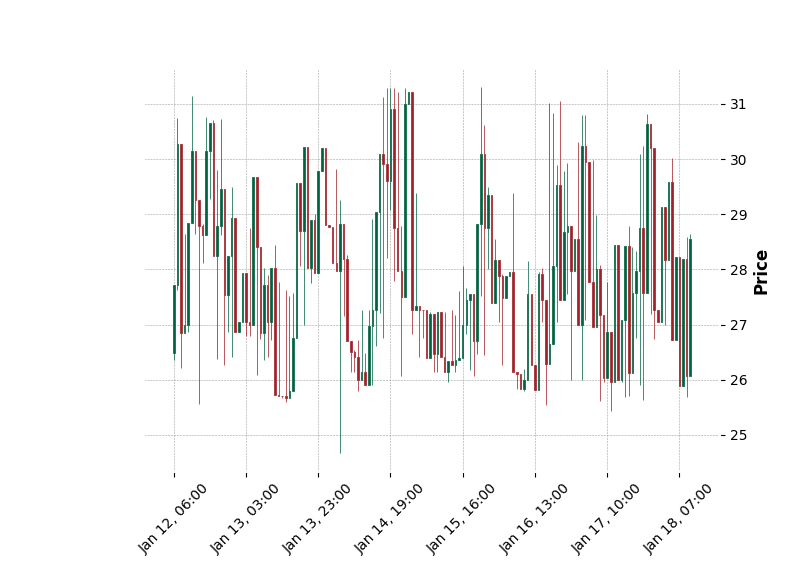 31
30
29
28
27
26
25
Price
Jan 12, 06:00
Jan 13, 03:00
Jan 13, 23:00
Jan 14, 19:00
Jan 15, 16:00
Jan 16, 13:00
Jan 17, 10:00
Jan 18, 07:00